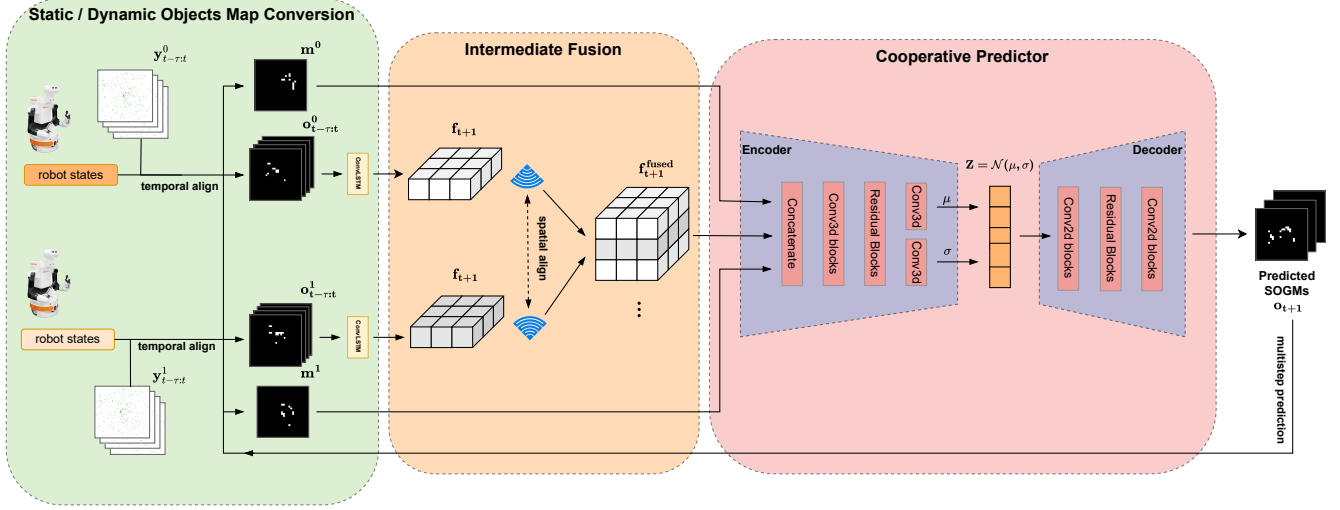 Static / Dynamic Objects Map Conversion
y⁰ₜ₋τ:ₜ
m⁰
o⁰ₜ₋τ:ₜ
robot states
temporal align
ConvLSTM
robot states
temporal align
o¹ₜ₋τ:ₜ
ConvLSTM
y¹ₜ₋τ:ₜ
m¹
Intermediate Fusion
fₜ₊₁
spatial align
fₜ₊₁
f^fused_t+1
⋮
Cooperative Predictor
Encoder
Concatenate
Conv3d blocks
Residual Blocks
Conv3d
Conv3d
μ
σ
Z = 𝒩(μ, σ)
Decoder
Conv2d blocks
Residual Blocks
Conv2d blocks
Predicted
SOGMs
oₜ₊₁
multistep prediction